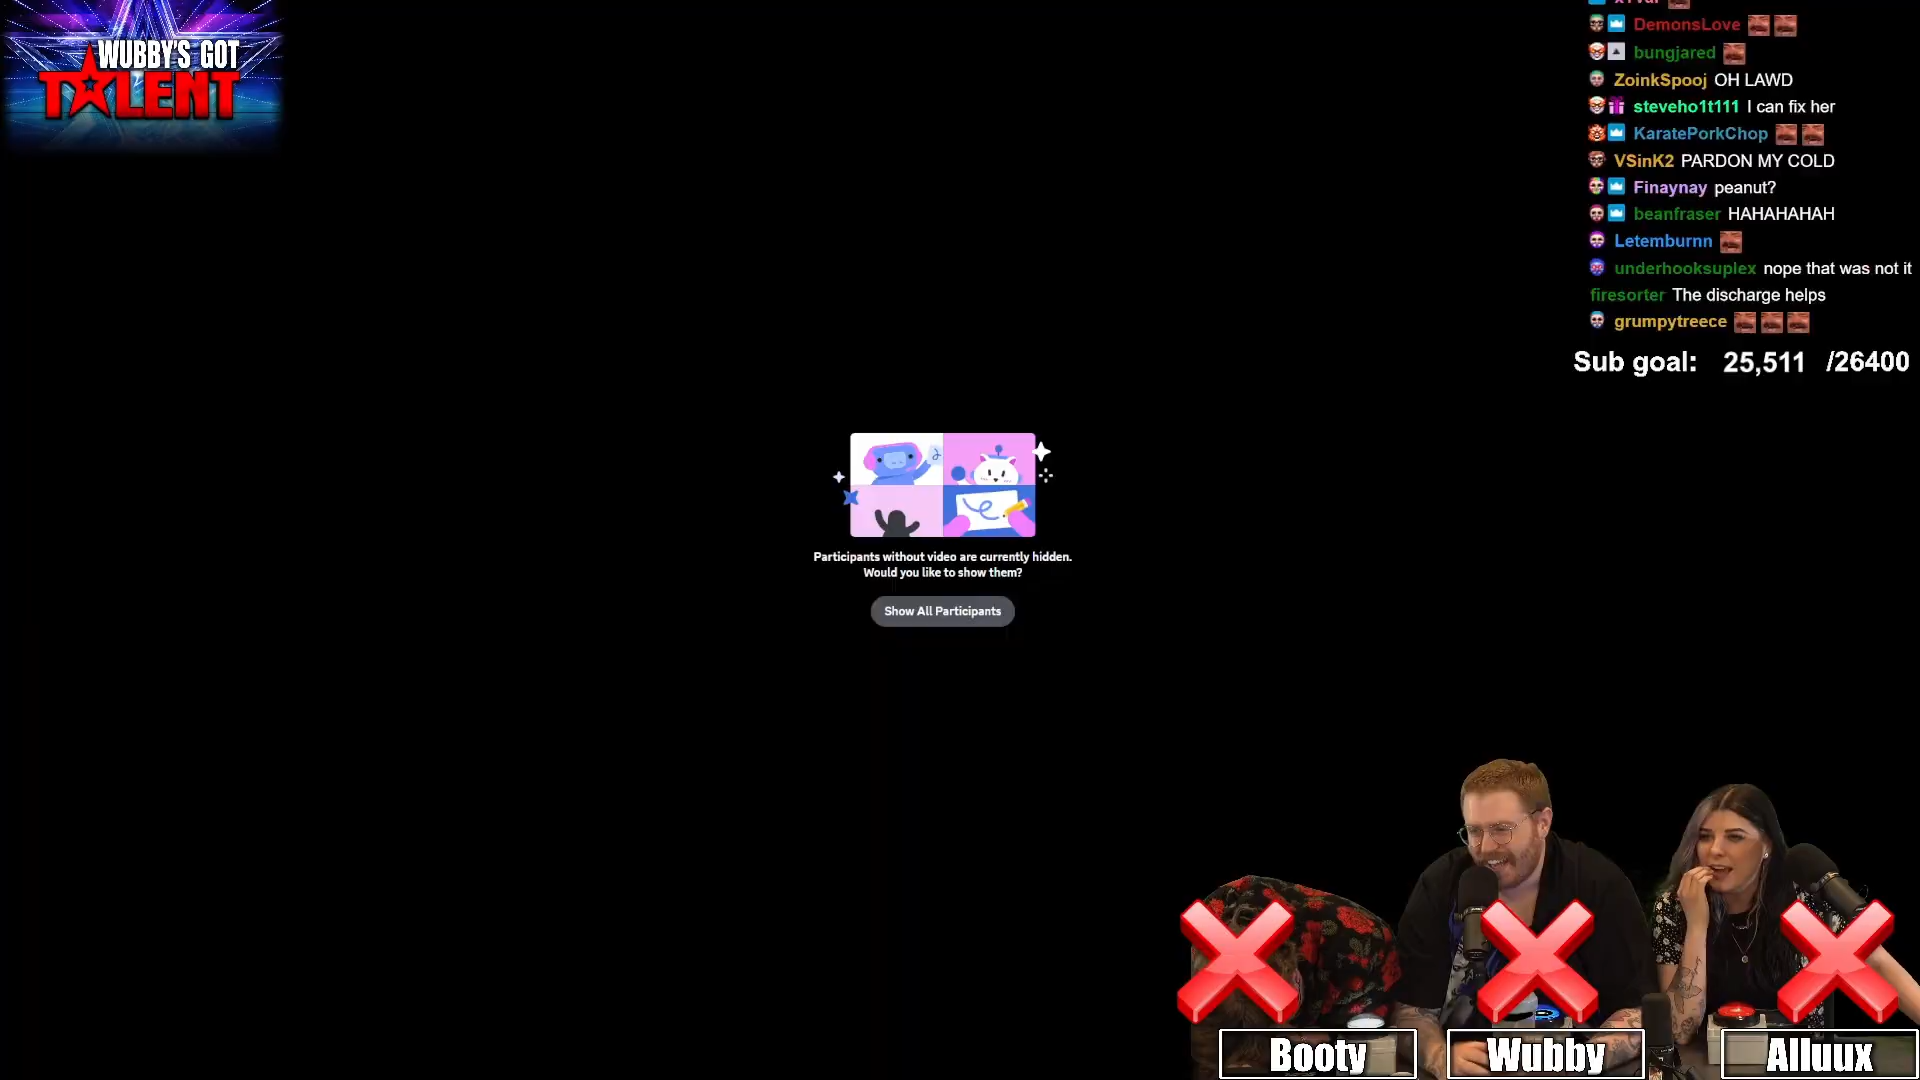 WUBBY'S GOT
TALENT
DemonsLove
bungjared
ZoinkSpooj OH LAWD
steveho1t111 I can fix her
KaratePorkChop
VSinK2 PARDON MY COLD
Finaynay peanut?
beanfraser HAHAHAHAH
Letemburnn
underhooksuplex nope that was not it
firesorter The discharge helps
grumpytreece
Sub goal: 25,511 /26400
Participants without video are currently hidden.
Would you like to show them?
Show All Participants
Booty
Wubby
Alluux